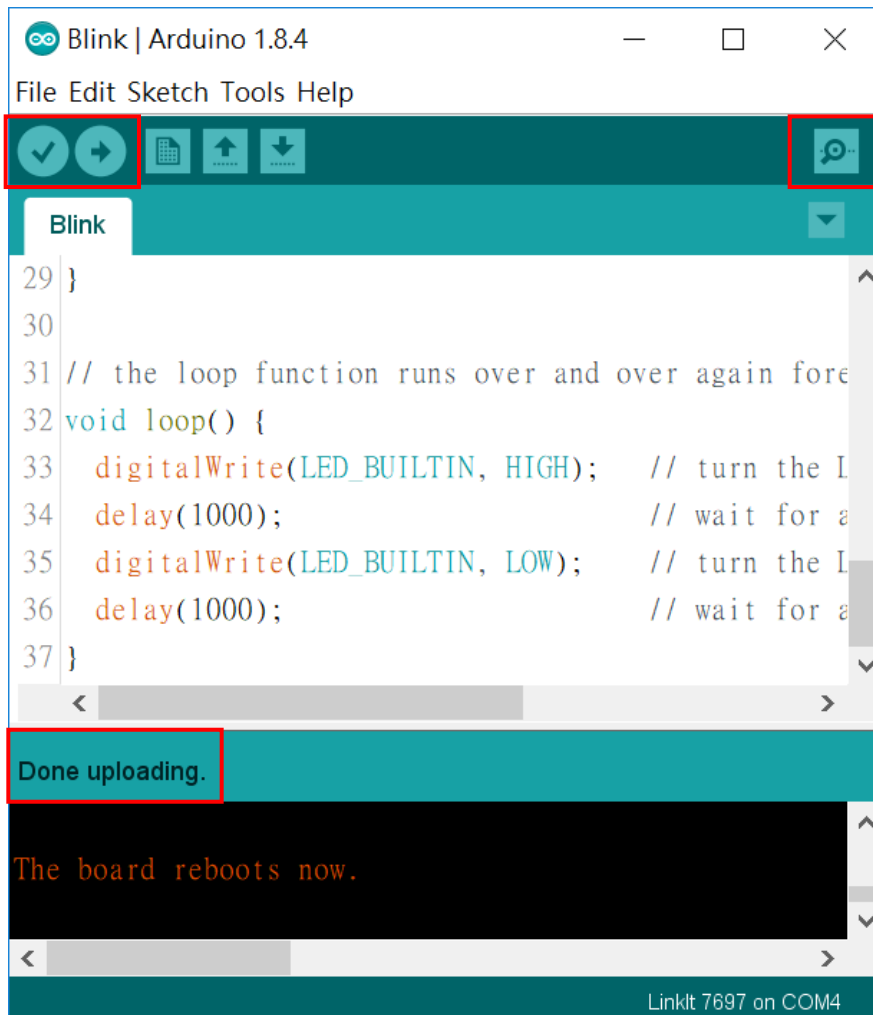 Blink | Arduino 1.8.4
File Edit Sketch Tools Help
Blink
29 }
30
31 // the loop function runs over and over again fore
32 void loop() {
33   digitalWrite(LED_BUILTIN, HIGH);   // turn the L
34   delay(1000);                       // wait for a
35   digitalWrite(LED_BUILTIN, LOW);    // turn the L
36   delay(1000);                       // wait for a
37 }
Done uploading.
The board reboots now.
LinkIt 7697 on COM4